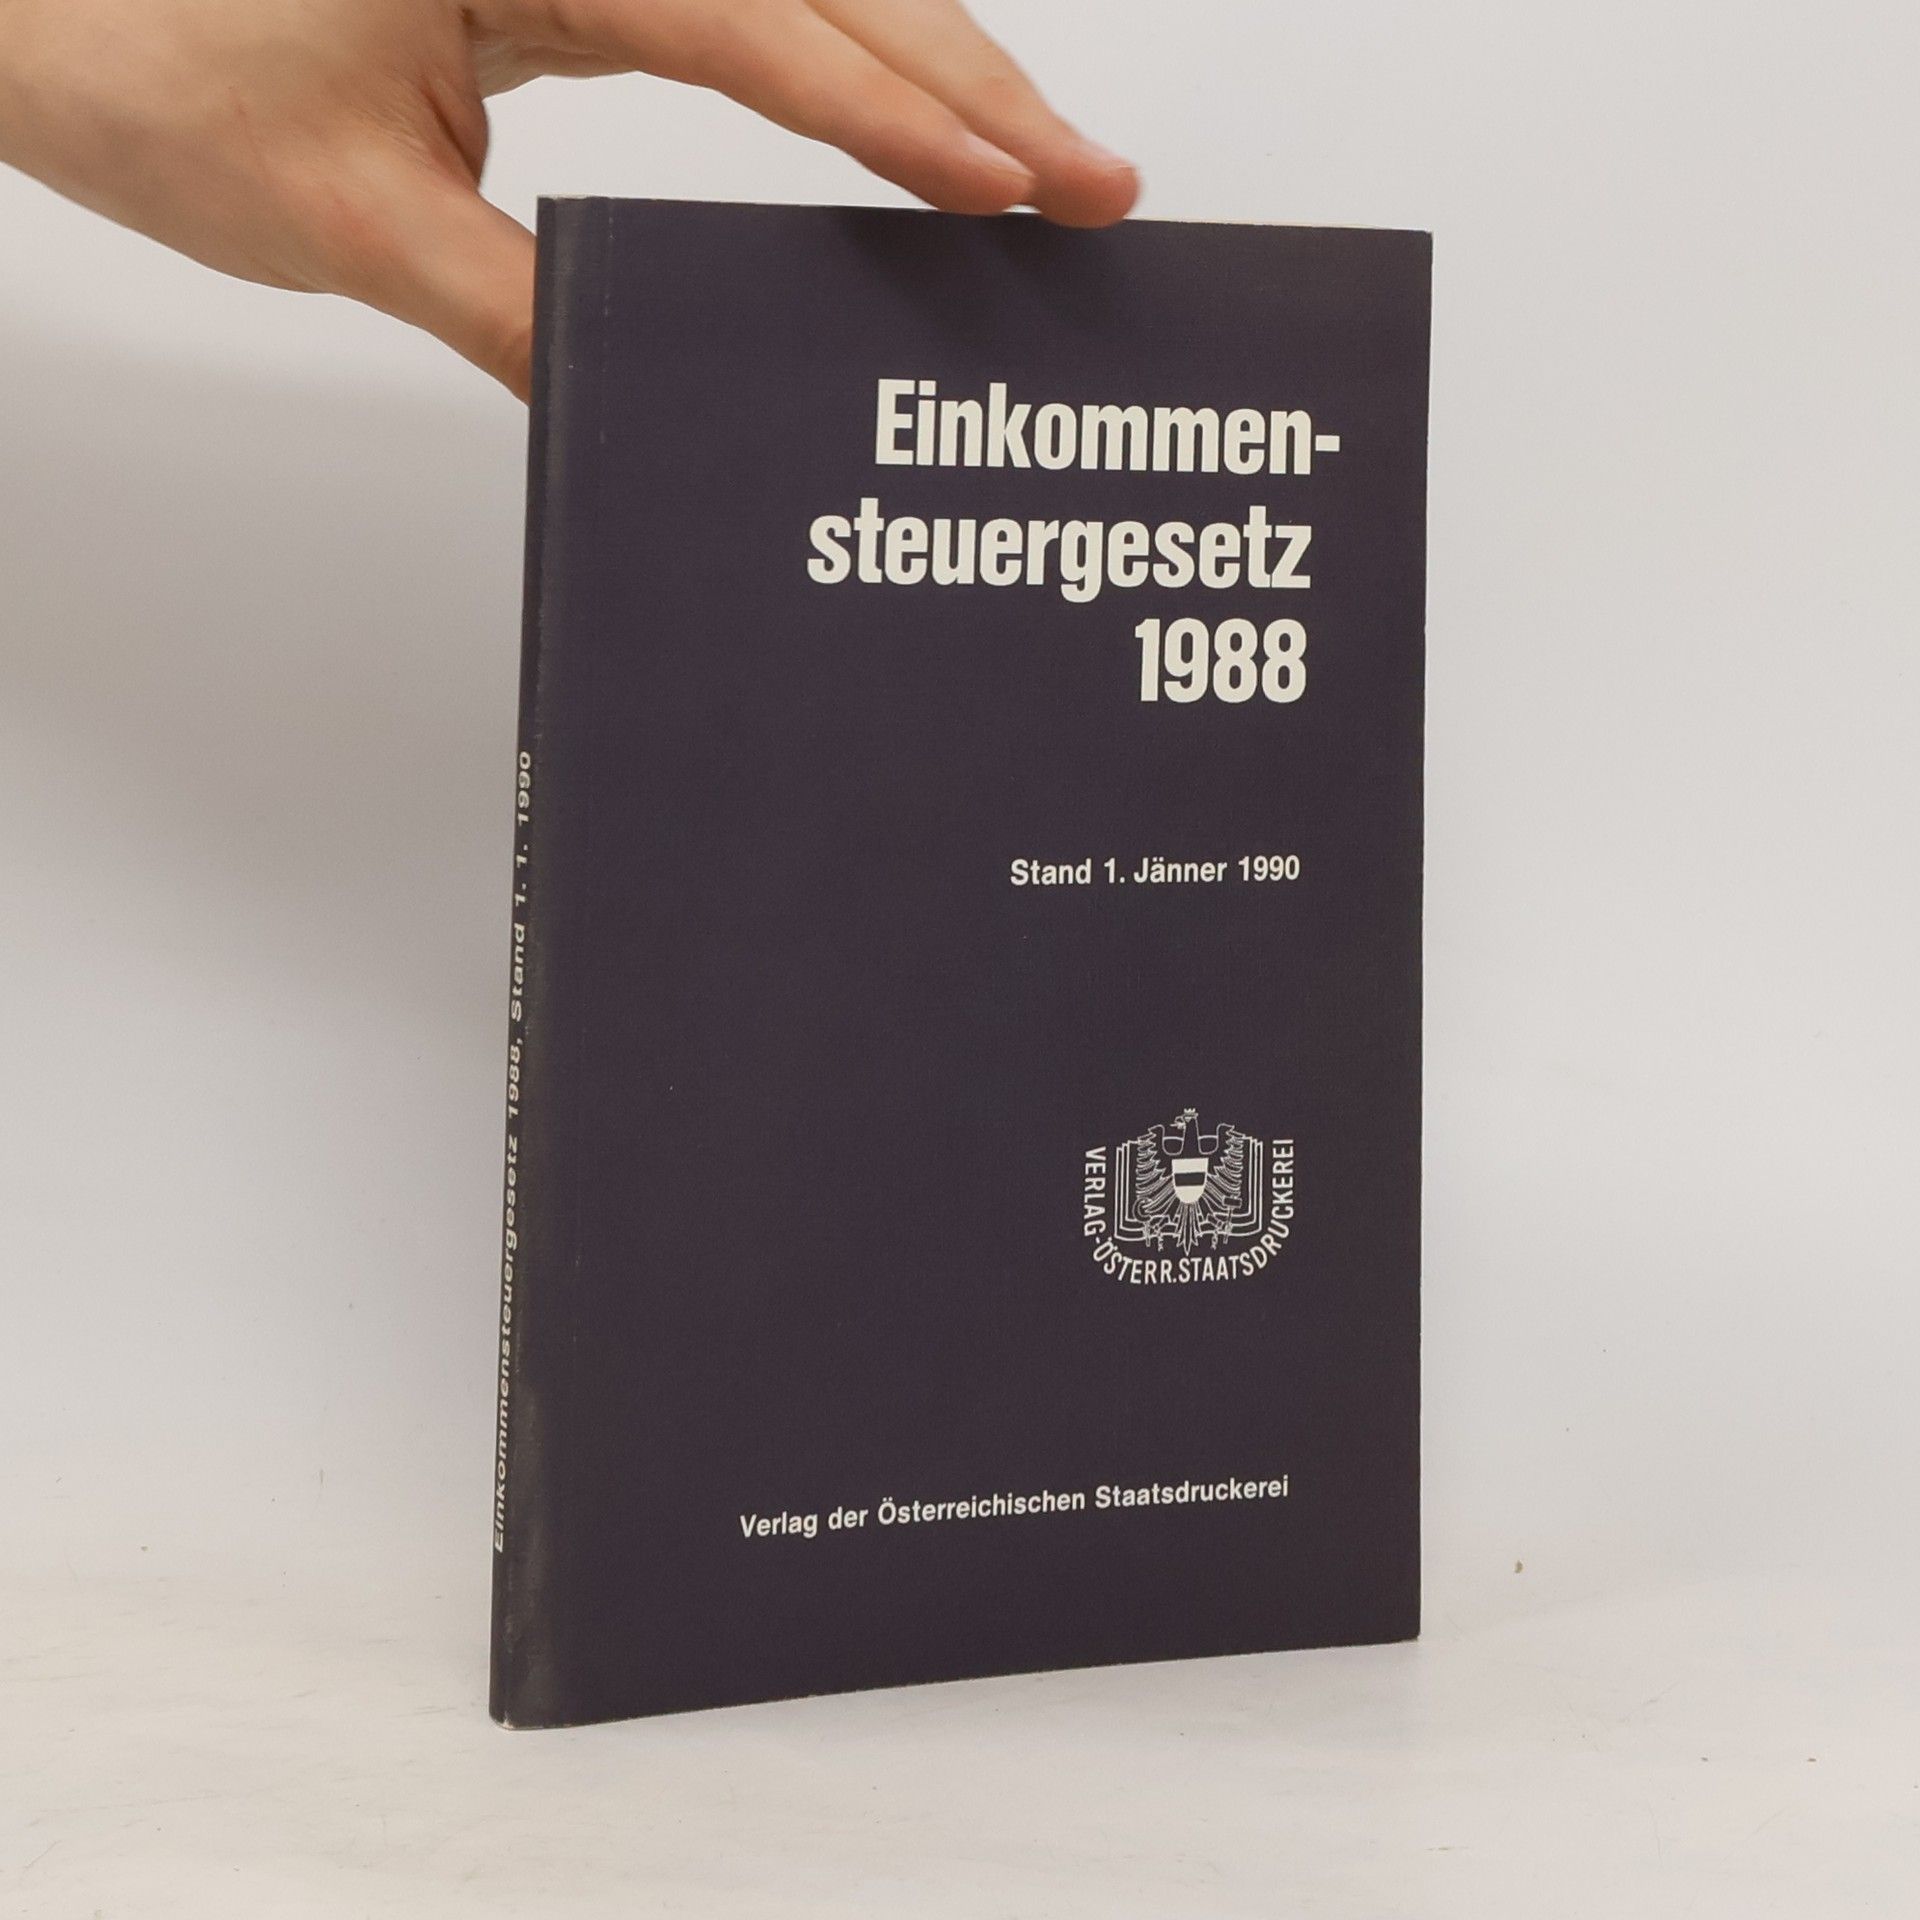 Einkommen-
steuergesetz
1988
Stand 1. Jänner 1990
VERLAG-ÖSTERR.STAATSDRUCKEREI
Verlag der Österreichischen Staatsdruckerei
Einkommensteuergesetz 1988, Stand 1. 1. 1990